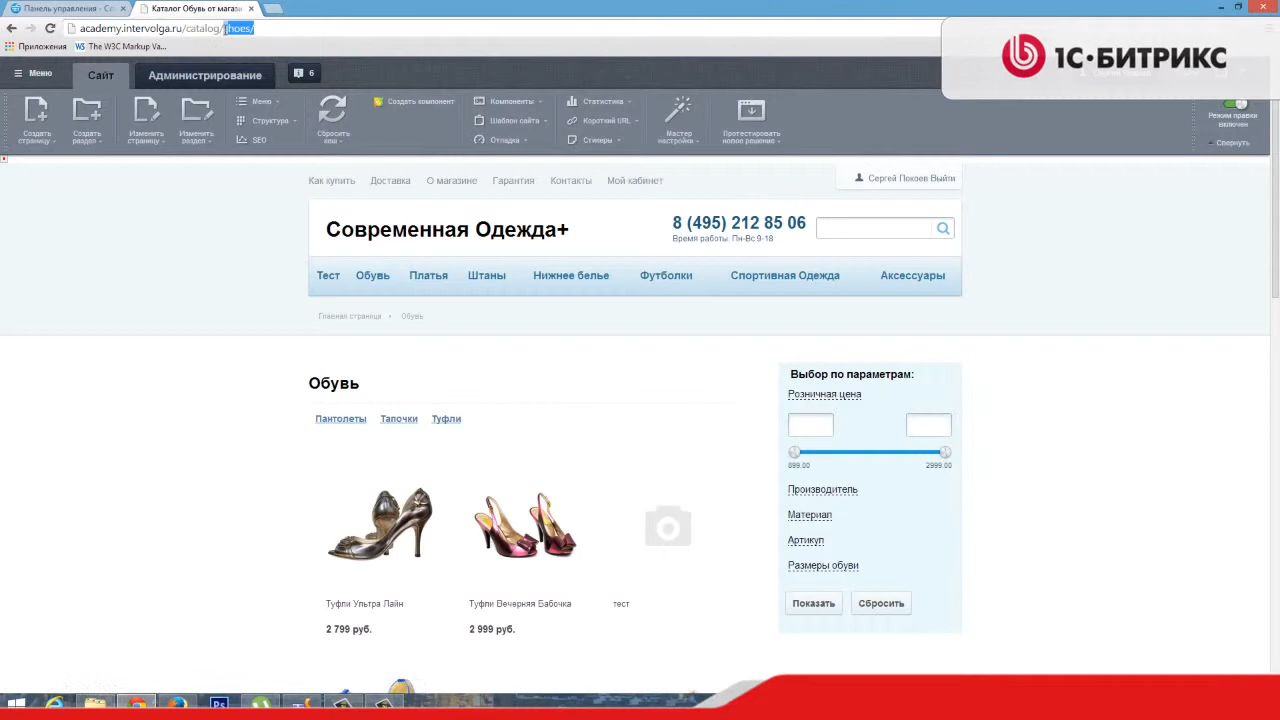 Панель управления - С
Каталог Обувь от магази
academy.intervolga.ru/catalog/shoes/
Приложения
The W3C Markup Va...
1С·БИТРИКС
Меню
Сайт
Администрирование
6
Создать страницу
Создать раздел
Изменить страницу
Изменить раздел
Меню
Структура
SEO
Сбросить кеш
Создать компонент
Компоненты
Шаблон сайта
Отладка
Статистика
Короткий URL
Стикеры
Мастер настройки
Протестировать новое решение
Режим правки включен
Свернуть
Как купить Доставка О магазине Гарантия Контакты Мой кабинет
Сергей Покоев Выйти
Современная Одежда+
8 (495) 212 85 06
Время работы: Пн-Вс 9-18
Тест Обувь Платья Штаны Нижнее белье Футболки Спортивная Одежда Аксессуары
Главная страница Обувь
Обувь
Пантолеты Тапочки Туфли
Туфли Ультра Лайн
2 799 руб.
Туфли Вечерняя Бабочка
2 999 руб.
тест
Выбор по параметрам:
Розничная цена
899.00 2999.00
Производитель
Материал
Артикул
Размеры обуви
Показать Сбросить
Ps